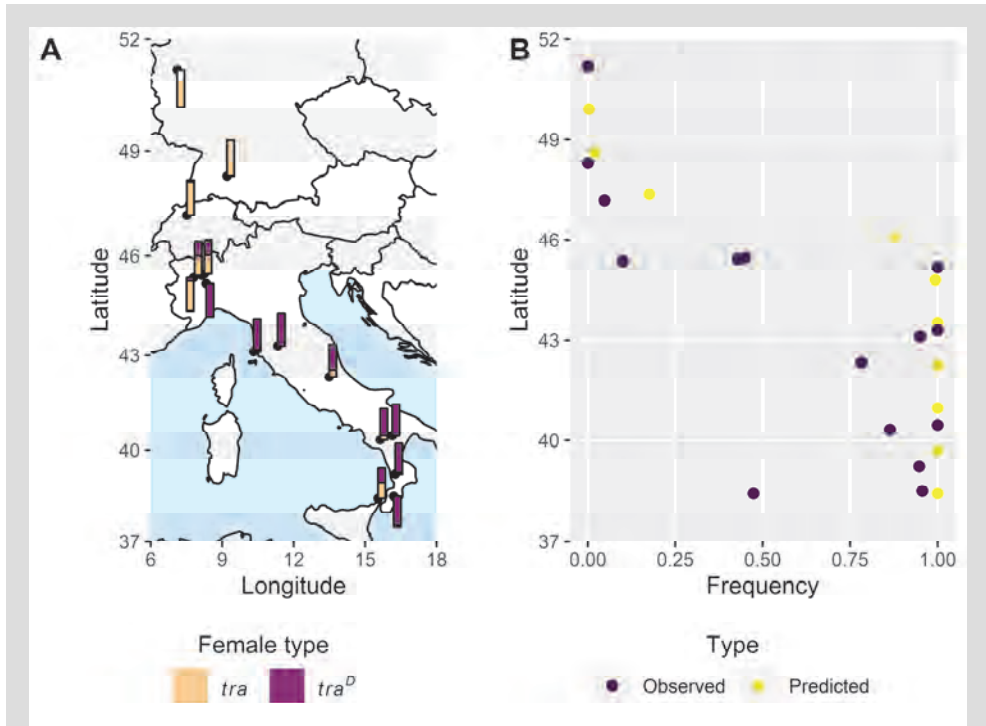 A
B
52
49
46
43
40
37
Latitude
6
9
12
15
18
Longitude
52
49
46
43
40
37
Latitude
0.00
0.25
0.50
0.75
1.00
Frequency
Female type
tra
traᴰ
Type
Observed
Predicted